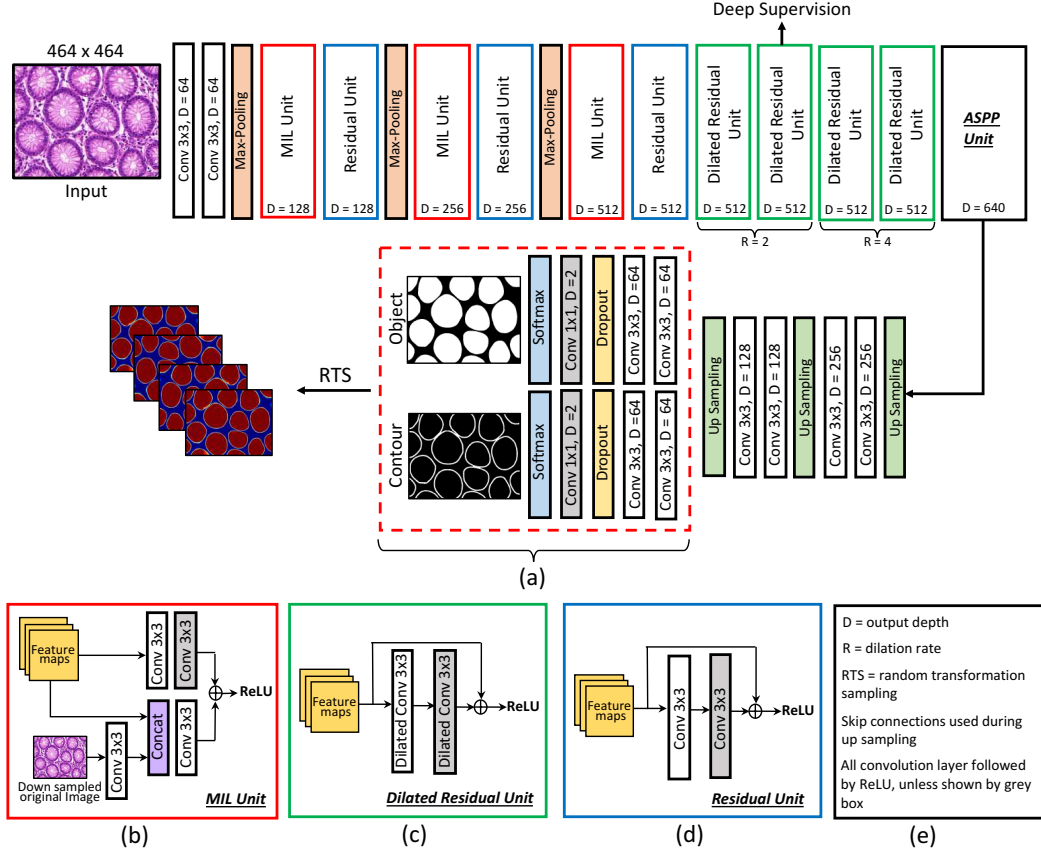 Deep Supervision
464 x 464
Input
Conv 3x3, D = 64
Conv 3x3, D = 64
Max-Pooling
MIL Unit
D = 128
Residual Unit
D = 128
Max-Pooling
MIL Unit
D = 256
Residual Unit
D = 256
Max-Pooling
MIL Unit
D = 512
Residual Unit
D = 512
Dilated Residual
Unit
D = 512
Dilated Residual
Unit
D = 512
Dilated Residual
Unit
D = 512
Dilated Residual
Unit
D = 512
ASPP
Unit
D = 640
R = 2
R = 4
RTS
Object
Softmax
Conv 1x1, D = 2
Dropout
Conv 3x3, D =64
Conv 3x3, D = 64
Contour
Softmax
Conv 1x1, D =2
Dropout
Conv 3x3, D =64
Conv 3x3, D = 64
Up Sampling
Conv 3x3, D = 128
Conv 3x3, D = 128
Up Sampling
Conv 3x3, D = 256
Conv 3x3, D = 256
Up Sampling
(a)
Feature
maps
Conv 3x3
Conv 3x3
ReLU
Conv 3x3
Concat
Conv 3x3
Down sampled
original Image
MIL Unit
(b)
Feature
maps
Dilated Conv 3x3
Dilated Conv 3x3
ReLU
Dilated Residual Unit
(c)
Feature
maps
Conv 3x3
Conv 3x3
ReLU
Residual Unit
(d)
D = output depth
R = dilation rate
RTS = random transformation
sampling
Skip connections used during
up sampling
All convolution layer followed
by ReLU, unless shown by grey
box
(e)